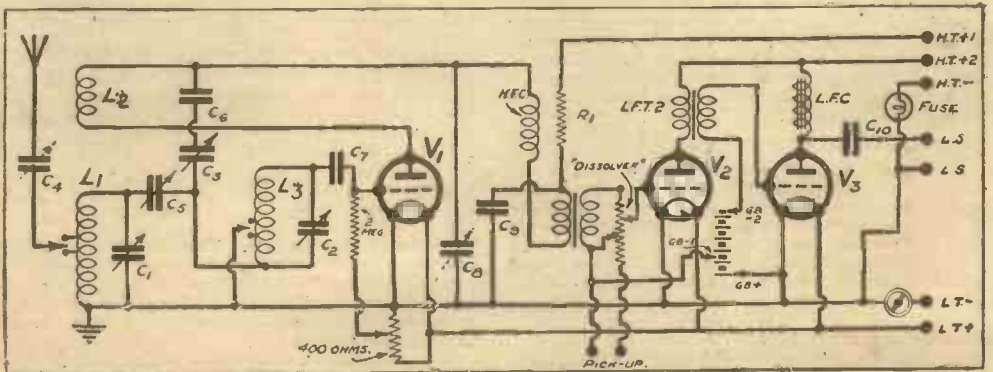 H.T.+1
H.T.+2
H.T.-
FUSE
L.S
L.S
L.T.-
L.T+
L2
C6
C3
C4
L1
C5
C1
L3
C7
C2
2 MEG
V1
400 OHMS.
C8
H.F.C
R1
C9
"DISSOLVER"
PICK-UP.
L.F.T.2
V2
GB -2
GB-1
GB+
L.F.C
C10
V3